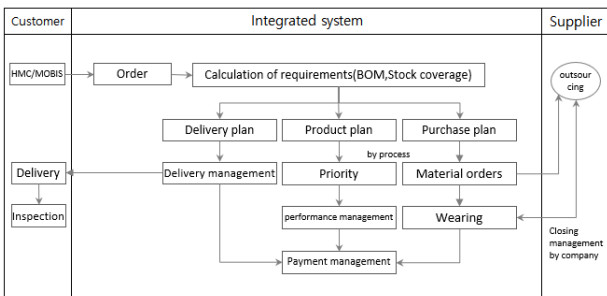 Customer
Integrated system
Supplier
HMC/MOBIS
Order
Calculation of requirements(BOM,Stock coverage)
outsour
cing
Delivery plan
Product plan
Purchase plan
by process
Delivery
Delivery management
Priority
Material orders
Inspection
performance management
Wearing
Closing
management
by company
Payment management